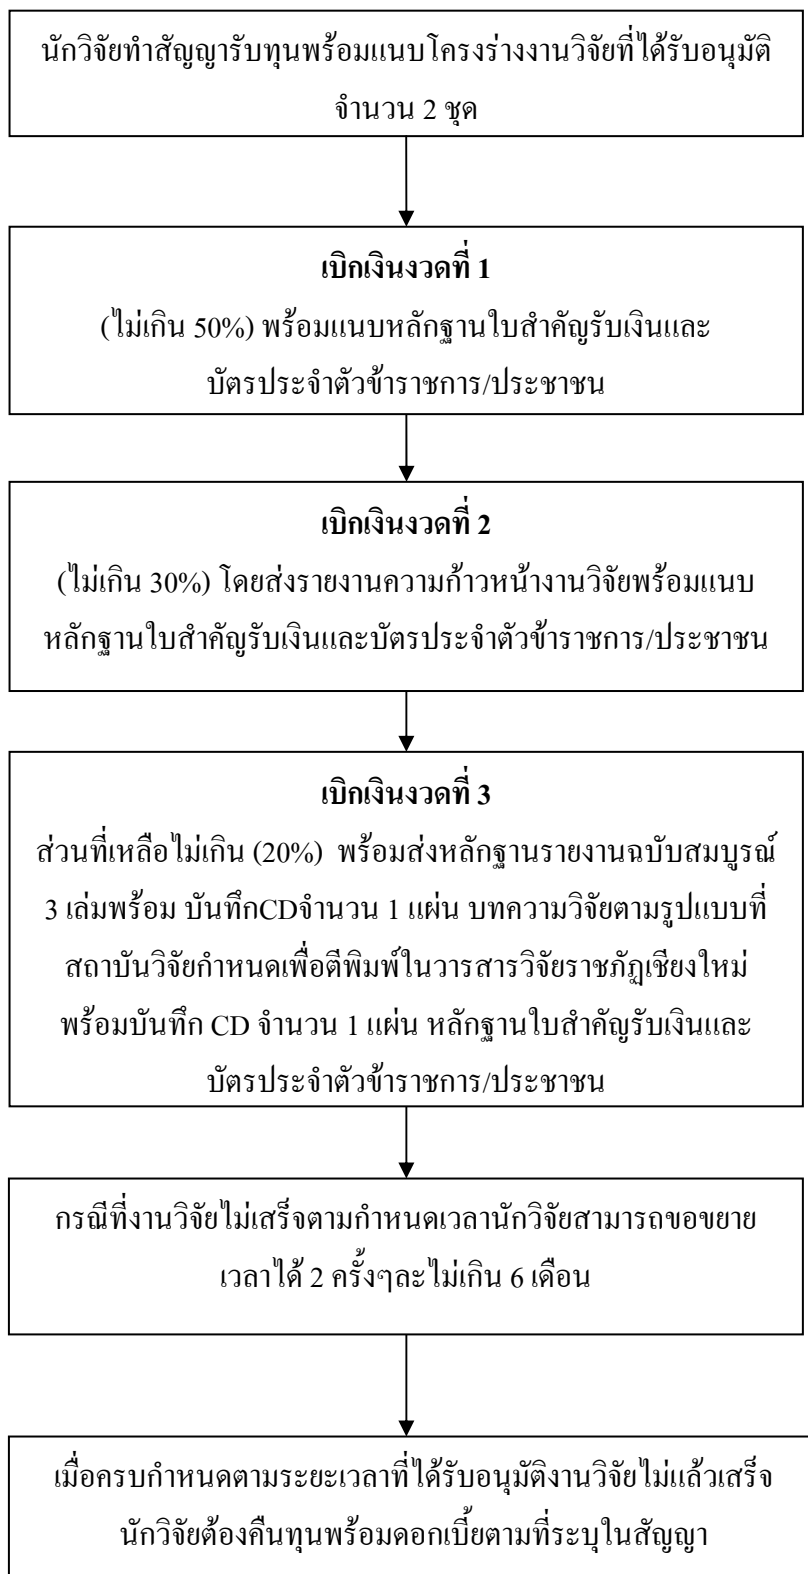 นักวิจัยทำสัญญารับทุนพร้อมแนบโครงร่างงานวิจัยที่ได้รับอนุมัติ
จำนวน 2 ชุด
เบิกเงินงวดที่ 1
(ไม่เกิน 50%) พร้อมแนบหลักฐานใบสำคัญรับเงินและ
บัตรประจำตัวข้าราชการ/ประชาชน
เบิกเงินงวดที่ 2
(ไม่เกิน 30%) โดยส่งรายงานความก้าวหน้างานวิจัยพร้อมแนบ
หลักฐานใบสำคัญรับเงินและบัตรประจำตัวข้าราชการ/ประชาชน
เบิกเงินงวดที่ 3
ส่วนที่เหลือไม่เกิน (20%) พร้อมส่งหลักฐานรายงานฉบับสมบูรณ์
3 เล่มพร้อม บันทึกCDจำนวน 1 แผ่น บทความวิจัยตามรูปแบบที่
สถาบันวิจัยกำหนดเพื่อตีพิมพ์ในวารสารวิจัยราชภัฏเชียงใหม่
พร้อมบันทึก CD จำนวน 1 แผ่น หลักฐานใบสำคัญรับเงินและ
บัตรประจำตัวข้าราชการ/ประชาชน
กรณีที่งานวิจัยไม่เสร็จตามกำหนดเวลานักวิจัยสามารถขอขยาย
เวลาได้ 2 ครั้งๆละไม่เกิน 6 เดือน
เมื่อครบกำหนดตามระยะเวลาที่ได้รับอนุมัติงานวิจัยไม่แล้วเสร็จ
นักวิจัยต้องคืนทุนพร้อมดอกเบี้ยตามที่ระบุในสัญญา